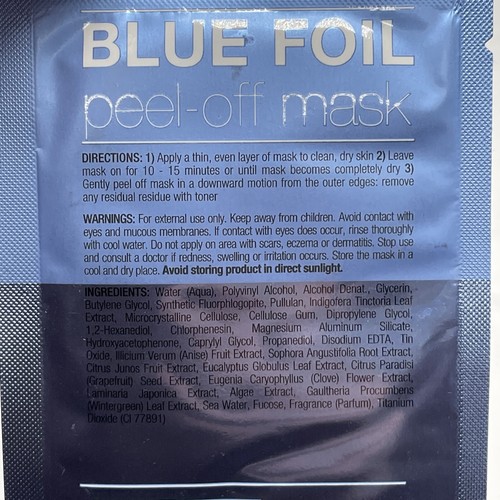 BLUE FOIL
peel-off mask
DIRECTIONS: 1) Apply a thin, even layer of mask to clean, dry skin 2) Leave
mask on for 10 - 15 minutes or until mask becomes completely dry 3)
Gently peel off mask in a downward motion from the outer edges: remove
any residual residue with toner
WARNINGS: For external use only. Keep away from children. Avoid contact with
eyes and mucous membranes. If contact with eyes does occur, rinse thoroughly
with cool water. Do not apply on area with scars, eczema or dermatitis. Stop use
and consult a doctor if redness, swelling or irritation occurs. Store the mask in a
cool and dry place. Avoid storing product in direct sunlight.
INGREDIENTS: Water (Aqua), Polyvinyl Alcohol, Alcohol Denat., Glycerin,
Butylene Glycol, Synthetic Fluorphlogopite, Pullulan, Indigofera Tinctoria Leaf
Extract, Microcrystalline Cellulose, Cellulose Gum, Dipropylene Glycol,
1,2-Hexanediol, Chlorphenesin, Magnesium Aluminum Silicate,
Hydroxyacetophenone, Caprylyl Glycol, Propanediol, Disodium EDTA, Tin
Oxide, Illicium Verum (Anise) Fruit Extract, Sophora Angustifolia Root Extract,
Citrus Junos Fruit Extract, Eucalyptus Globulus Leaf Extract, Citrus Paradisi
(Grapefruit) Seed Extract, Eugenia Caryophyllus (Clove) Flower Extract,
Laminaria Japonica Extract, Algae Extract, Gaultheria Procumbens
(Wintergreen) Leaf Extract, Sea Water, Fucose, Fragrance (Parfum), Titanium
Dioxide (CI 77891)